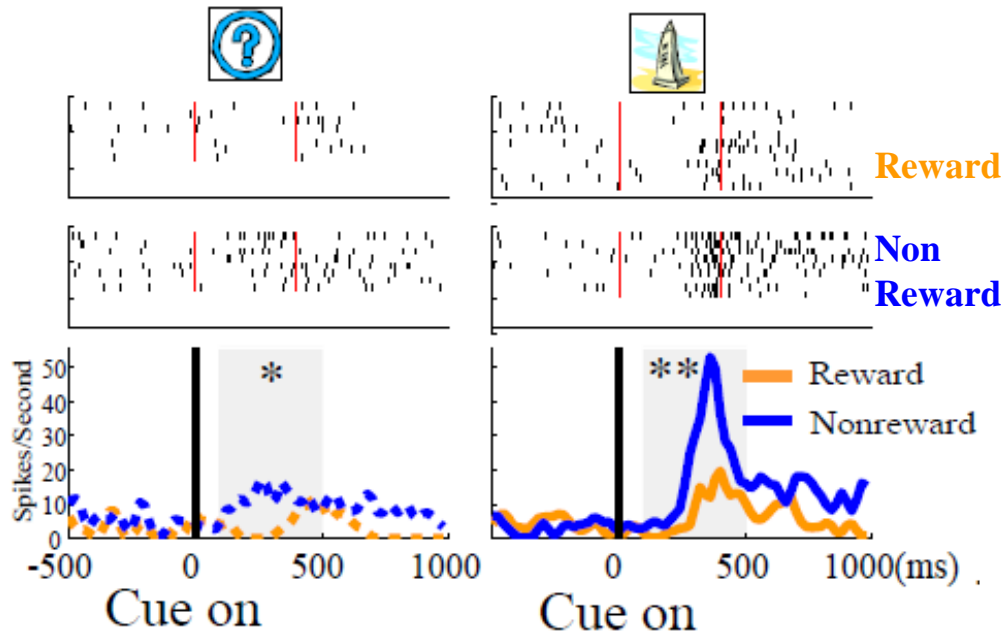 ?
Reward
Non
Reward
Spikes/Second
50
40
30
20
10
0
*
**
Reward
Nonreward
-500 0 500 1000
0 500 1000(ms)
Cue on
Cue on